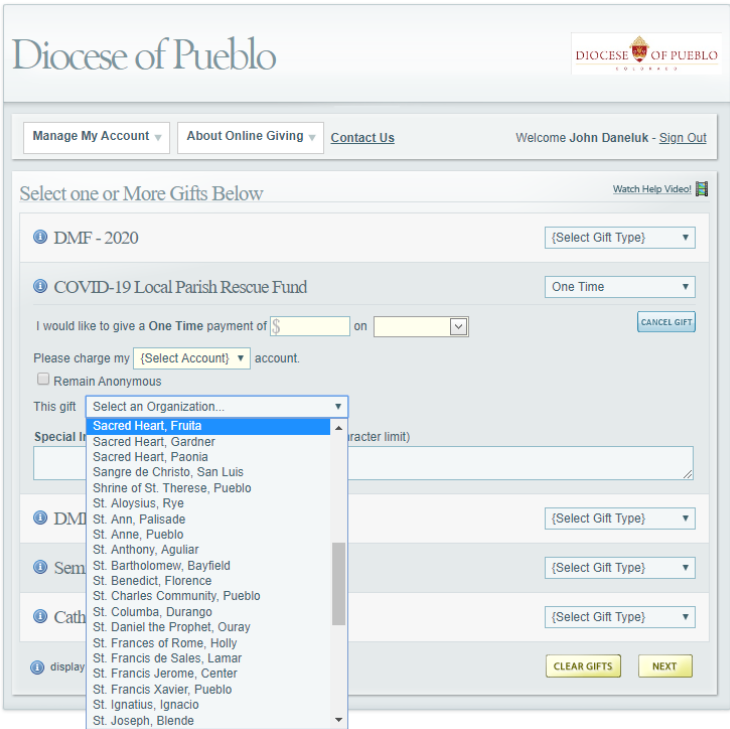 Diocese of Pueblo
DIOCESE OF PUEBLO
COLORADO
Manage My Account
About Online Giving
Contact Us
Welcome John Daneluk - Sign Out
Select one or More Gifts Below
Watch Help Video!
DMF - 2020
{Select Gift Type}
COVID-19 Local Parish Rescue Fund
One Time
I would like to give a One Time payment of $ on
CANCEL GIFT
Please charge my {Select Account} account.
Remain Anonymous
This gift Select an Organization...
Sacred Heart, Fruita
Special
racter limit)
Sacred Heart, Gardner
Sacred Heart, Paonia
Sangre de Christo, San Luis
Shrine of St. Therese, Pueblo
St. Aloysius, Rye
St. Ann, Palisade
DM
{Select Gift Type}
St. Anne, Pueblo
St. Anthony, Aguliar
St. Bartholomew, Bayfield
Sem
{Select Gift Type}
St. Benedict, Florence
St. Charles Community, Pueblo
St. Columba, Durango
Cath
{Select Gift Type}
St. Daniel the Prophet, Ouray
St. Frances of Rome, Holly
St. Francis de Sales, Lamar
display
CLEAR GIFTS
NEXT
St. Francis Jerome, Center
St. Francis Xavier, Pueblo
St. Ignatius, Ignacio
St. Joseph, Blende